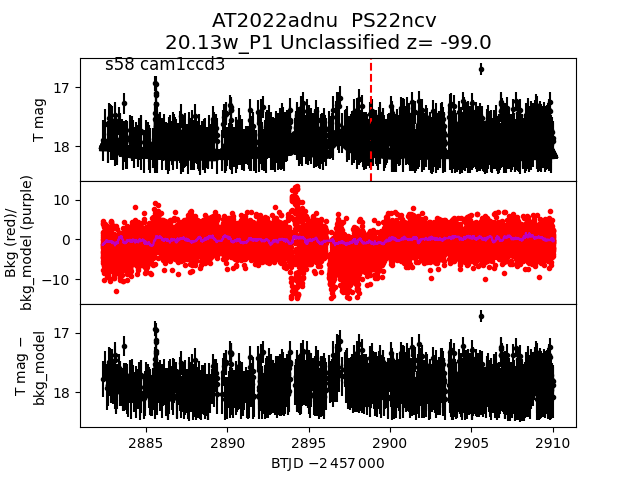 AT2022adnu  PS22ncv
20.13w_P1 Unclassified z= -99.0
s58 cam1ccd3
17
18
T mag
10
0
−10
Bkg (red)/
bkg_model (purple)
17
18
T mag −
bkg_model
2885 2890 2895 2900 2905 2910
BTJD −2 457 000